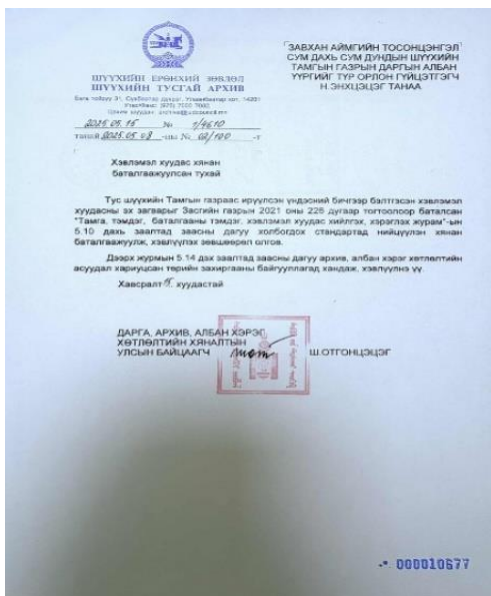 ШҮҮХИЙН ЕРӨНХИЙ ЗӨВЛӨЛ
ШҮҮХИЙН ТУСГАЙ АРХИВ
2025.05.15 № 1/4510
танай 2025.05.08 -ны № 02/100 -т
ЗАВХАН АЙМГИЙН ТОСОНЦЭНГЭЛ
СУМ ДАХЬ СУМ ДУНДЫН ШҮҮХИЙН
ТАМГЫН ГАЗРЫН ДАРГЫН АЛБАН
ҮҮРГИЙГ ТҮР ОРЛОН ГҮЙЦЭТГЭГЧ
Н.ЭНХЦЭЦЭГ ТАНАА
Хэвлэмэл хуудас хянан
баталгаажуулсан тухай
Тус шүүхийн Тамгын газраас ирүүлсэн үндэсний бичгээр бэлтгэсэн хэвлэмэл
хуудасны эх загварыг Засгийн газрын 2021 оны 226 дугаар тогтоолоор баталсан
"Тамга, тэмдэг, баталгааны тэмдэг, хэвлэмэл хуудас хийлгэх, хэрэглэх журам"-ын
5.10 дахь заалтад заасны дагуу холбогдох стандартад нийцүүлэн хянан
баталгаажуулж, хэвлүүлэх зөвшөөрөл олгов.
Дээрх журмын 5.14 дэх заалтад заасны дагуу архив, албан хэрэг хөтлөлтийн
асуудал хариуцсан төрийн захиргааны байгууллагад хандаж, хэвлүүлнэ үү.
Хавсралт 15 хуудастай
ДАРГА, АРХИВ, АЛБАН ХЭРЭГ
ХӨТЛӨЛТИЙН ХЯНАЛТЫН
УЛСЫН БАЙЦААГЧ Ш.ОТГОНЦЭЦЭГ
000010677